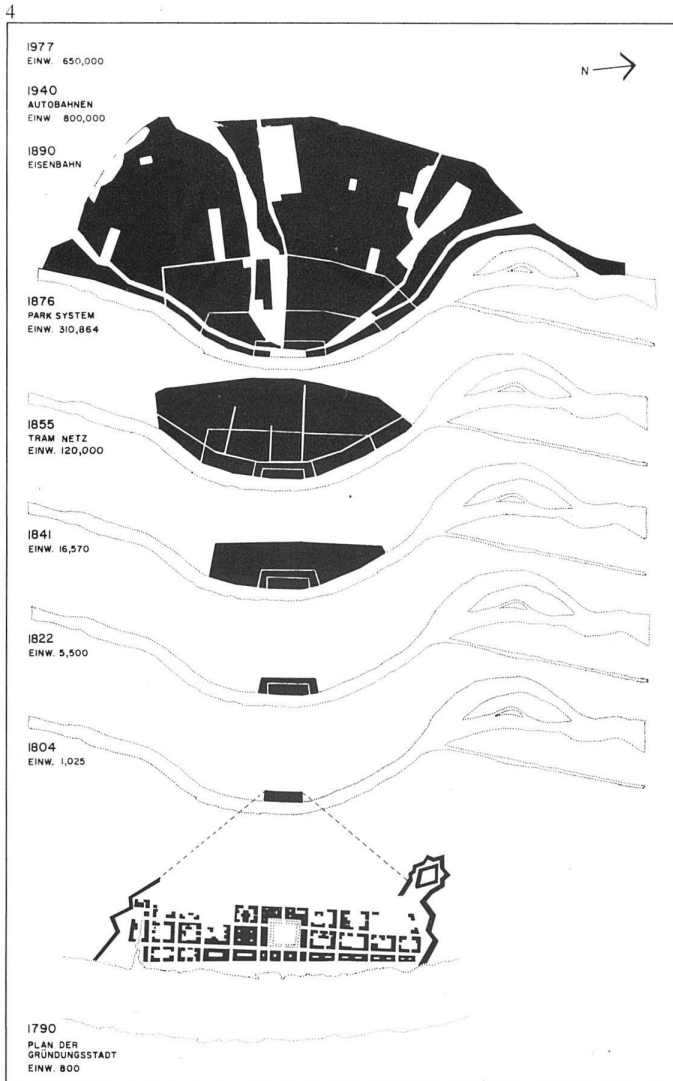 4
1977
EINW. 650,000
N
1940
AUTOBAHNEN
EINW 800,000
1890
EISENBAHN
1876
PARK SYSTEM
EINW. 310,864
1855
TRAM NETZ
EINW. 120,000
1841
EINW. 16,570
1822
EINW. 5,500
1804
EINW. 1,025
1790
PLAN DER
GRÜNDUNGSSTADT
EINW. 800